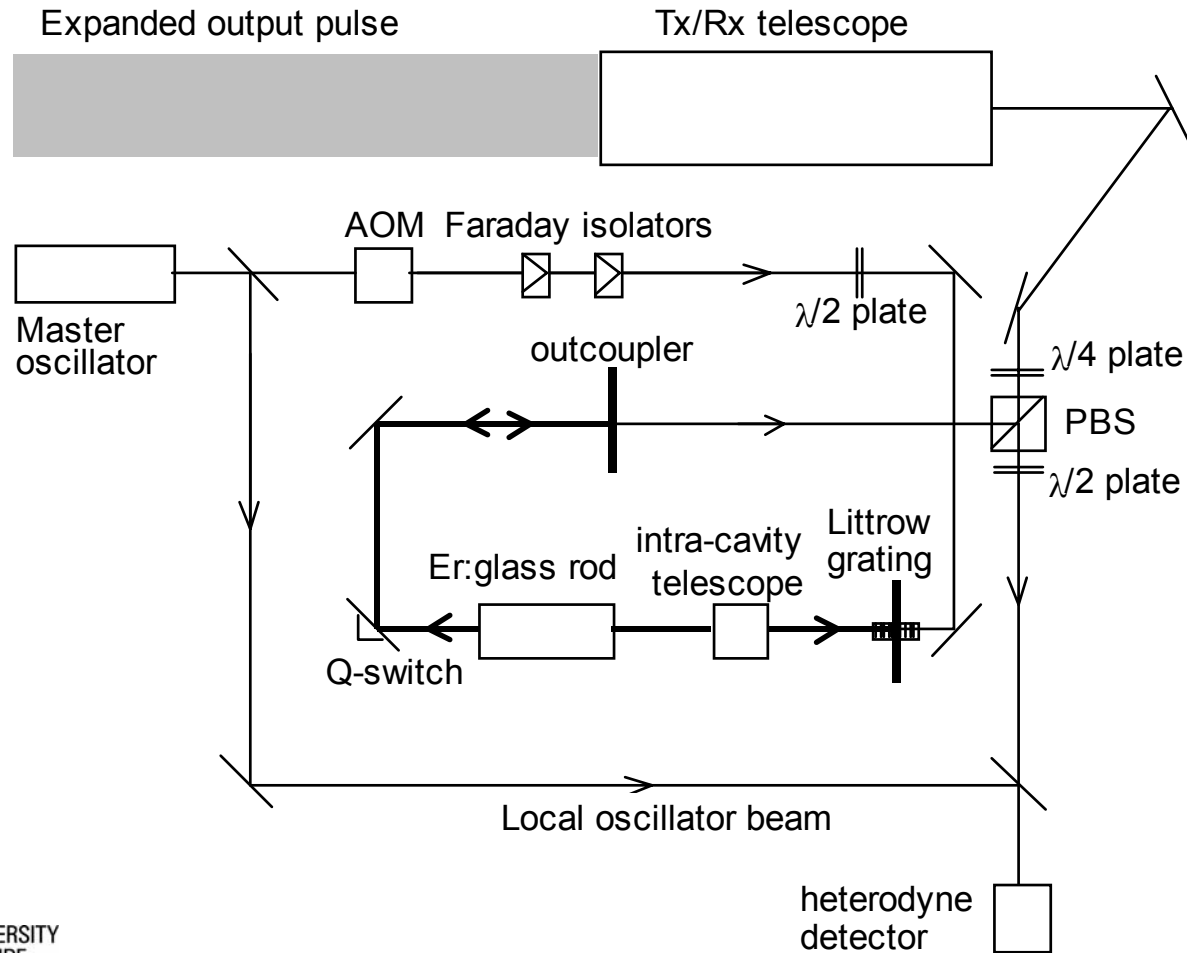 Expanded output pulse
Tx/Rx telescope
AOM Faraday isolators
λ/2 plate
Master
oscillator
outcoupler
λ/4 plate
PBS
λ/2 plate
Littrow
grating
intra-cavity
telescope
Er:glass rod
Q-switch
Local oscillator beam
heterodyne
detector